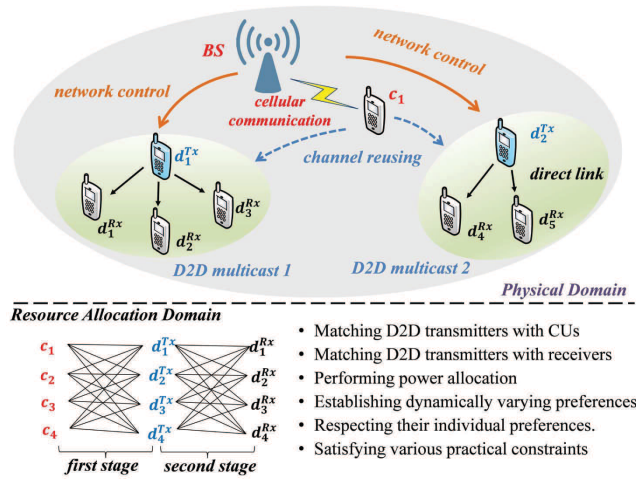 BS
network control
network control
cellular
communication
c₁
d₁ᵀˣ
d₂ᵀˣ
channel reusing
direct link
d₁ᴿˣ
d₂ᴿˣ
d₃ᴿˣ
d₄ᴿˣ
d₅ᴿˣ
D2D multicast 1
D2D multicast 2
Physical Domain
Resource Allocation Domain
c₁ d₁ᵀˣ d₁ᴿˣ
c₂ d₂ᵀˣ d₂ᴿˣ
c₃ d₃ᵀˣ d₃ᴿˣ
c₄ d₄ᵀˣ d₄ᴿˣ
first stage second stage
• Matching D2D transmitters with CUs
• Matching D2D transmitters with receivers
• Performing power allocation
• Establishing dynamically varying preferences
• Respecting their individual preferences.
• Satisfying various practical constraints